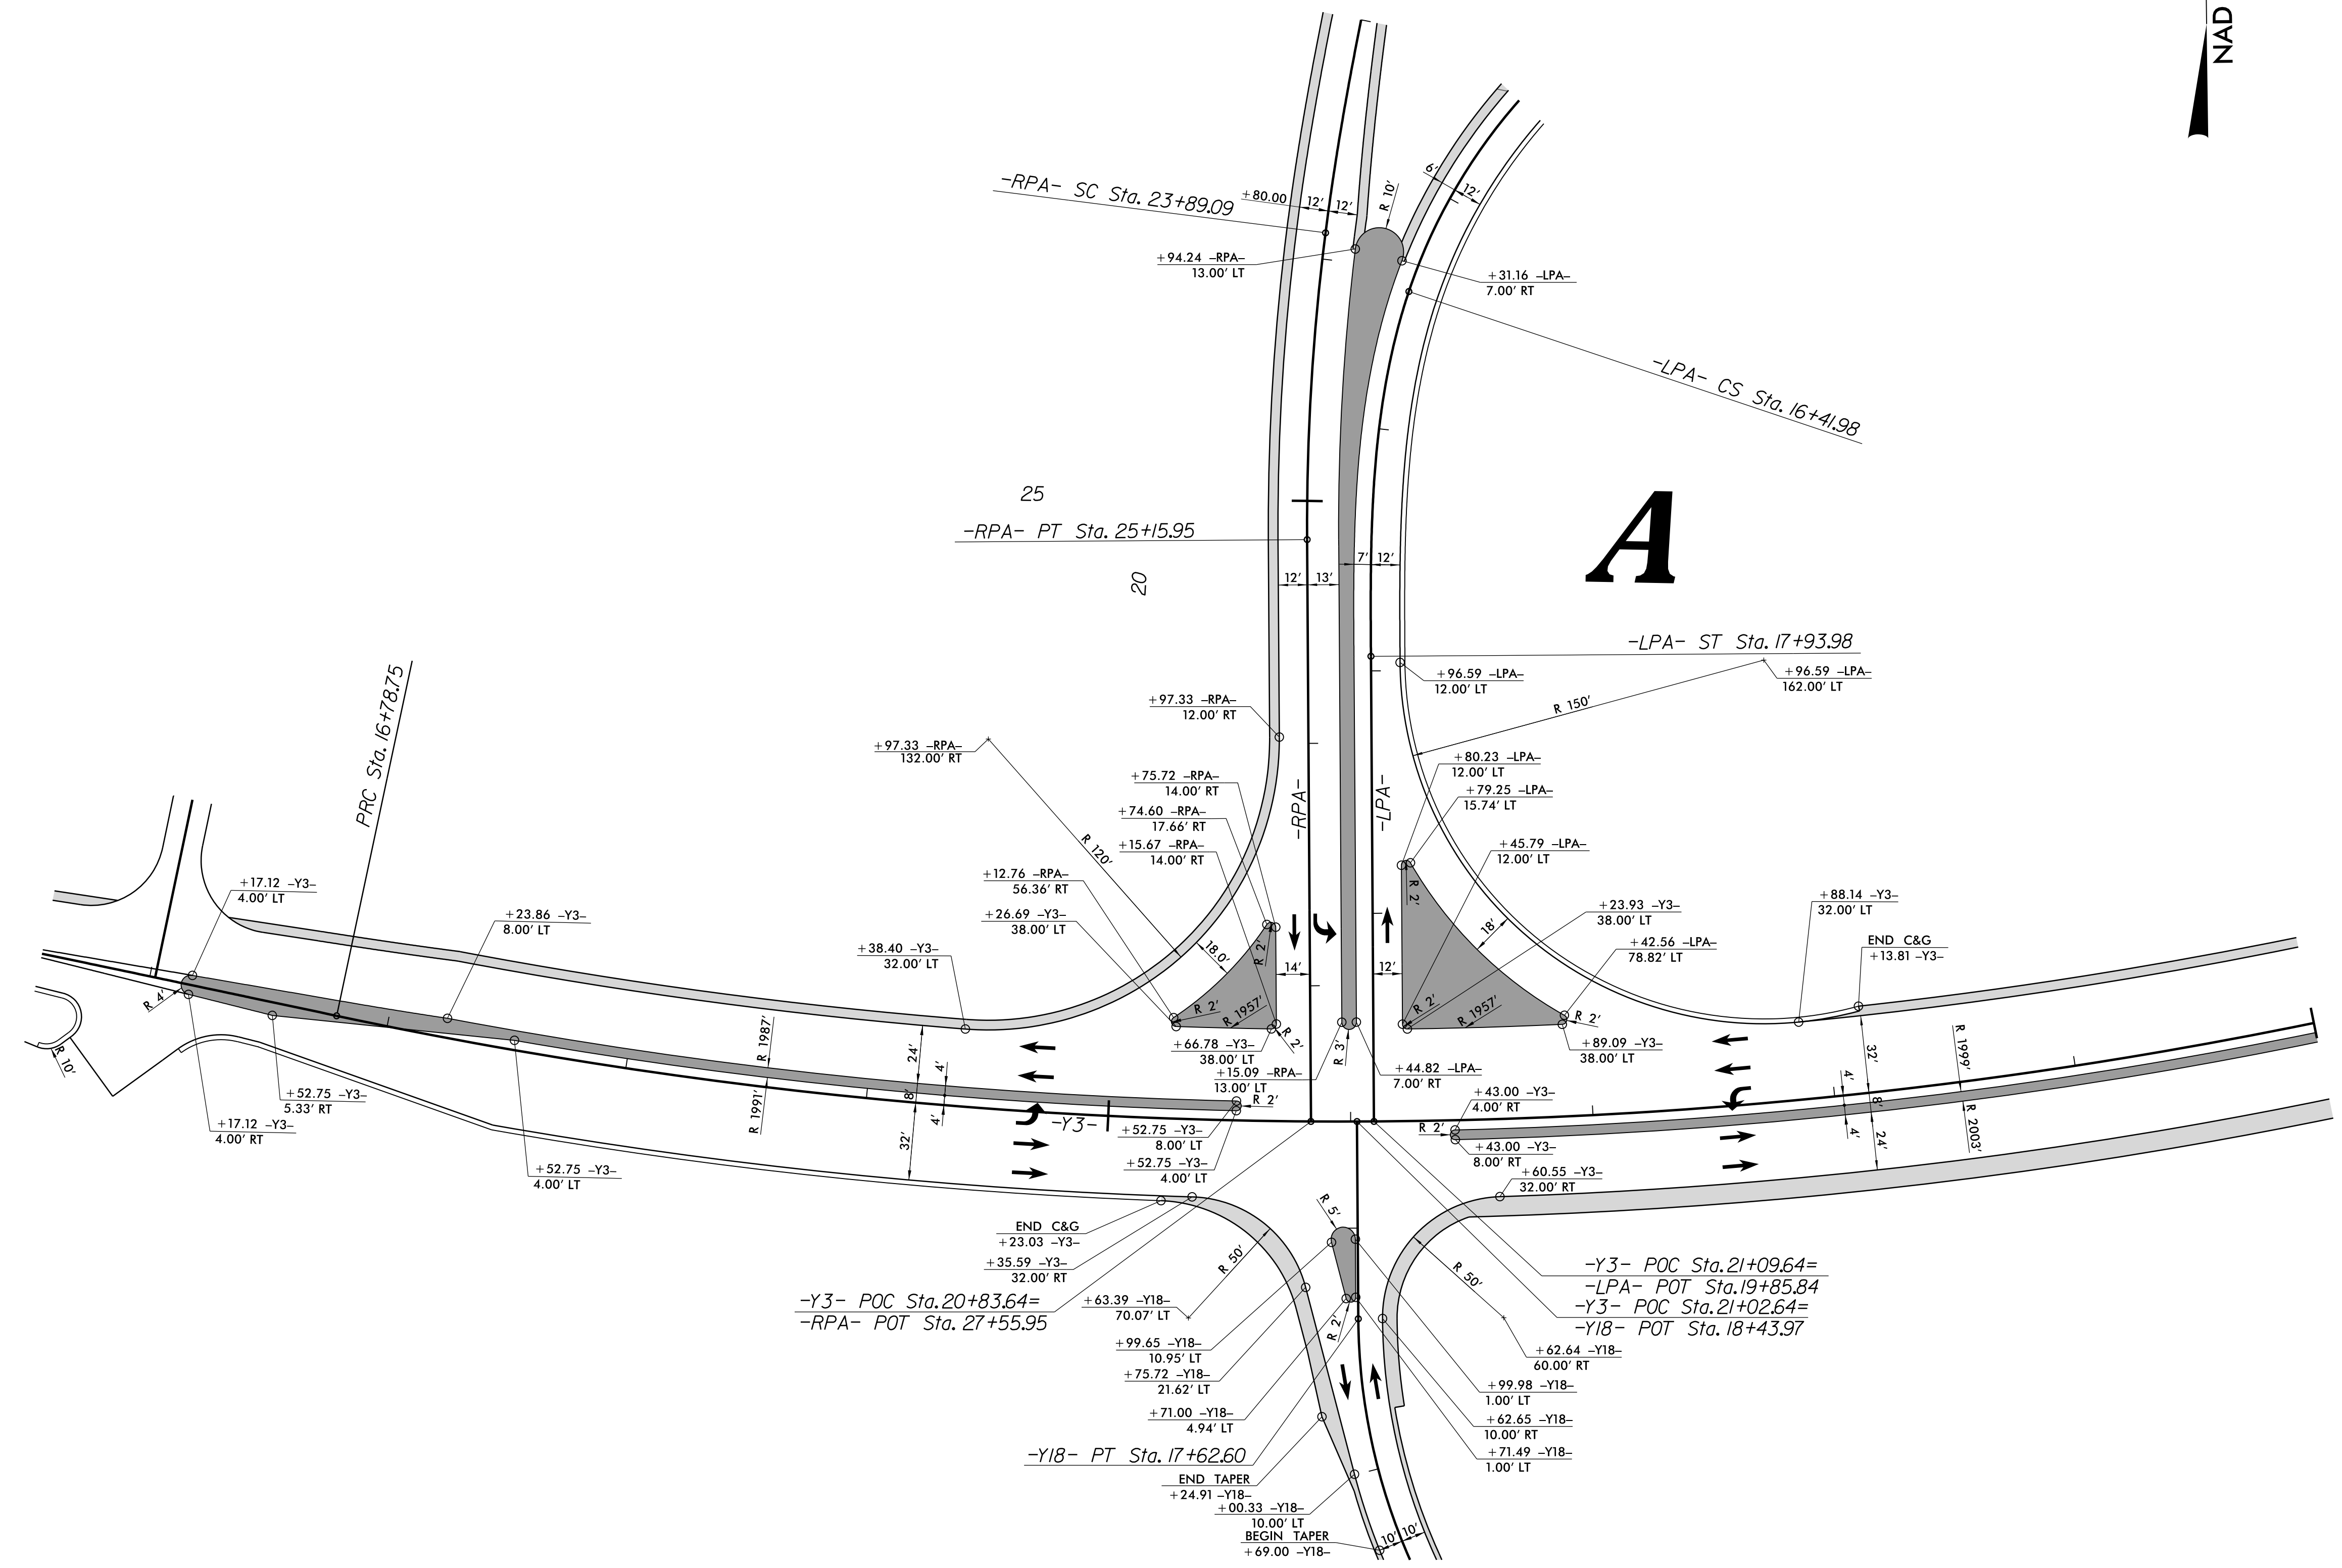 NAD
-RPA- SC Sta. 23+89.09
+80.00
12' 12'
R 10'
6'
12'
+94.24 -RPA-
13.00' LT
+31.16 -LPA-
7.00' RT
-LPA- CS Sta. 16+41.98
25
-RPA- PT Sta. 25+15.95
20
A
7' 12'
12' 13'
-LPA- ST Sta. 17+93.98
+96.59 -LPA-
12.00' LT
+96.59 -LPA-
162.00' LT
R 150'
PRC Sta. 16+78.75
+97.33 -RPA-
12.00' RT
+97.33 -RPA-
132.00' RT
R 120'
-RPA-
-LPA-
+75.72 -RPA-
14.00' RT
+74.60 -RPA-
17.66' RT
+15.67 -RPA-
14.00' RT
+12.76 -RPA-
56.36' RT
+26.69 -Y3-
38.00' LT
+80.23 -LPA-
12.00' LT
+79.25 -LPA-
15.74' LT
+45.79 -LPA-
12.00' LT
+23.93 -Y3-
38.00' LT
+42.56 -LPA-
78.82' LT
+88.14 -Y3-
32.00' LT
END C&G
+13.81 -Y3-
+17.12 -Y3-
4.00' LT
+23.86 -Y3-
8.00' LT
+38.40 -Y3-
32.00' LT
18.0'
R 2'
R 2'
R 1957'
R 2'
14'
12'
R 2'
R 2'
R 1957'
18'
R 2'
R 4'
R 10'
+52.75 -Y3-
5.33' RT
+17.12 -Y3-
4.00' RT
+52.75 -Y3-
4.00' LT
R 1987'
R 1991'
24'
4'
8'
4'
32'
+66.78 -Y3-
38.00' LT
+15.09 -RPA-
13.00' LT
R 3'
+44.82 -LPA-
7.00' RT
+89.09 -Y3-
38.00' LT
R 2'
-Y3-
+52.75 -Y3-
8.00' LT
+52.75 -Y3-
4.00' LT
+43.00 -Y3-
4.00' RT
R 2'
+43.00 -Y3-
8.00' RT
+60.55 -Y3-
32.00' RT
32'
4'
8'
4'
24'
R 1999'
R 2003'
END C&G
+23.03 -Y3-
+35.59 -Y3-
32.00' RT
R 5'
R 50'
R 50'
-Y3- POC Sta. 20+83.64=
-RPA- POT Sta. 27+55.95
-Y3- POC Sta. 21+09.64=
-LPA- POT Sta. 19+85.84
-Y3- POC Sta. 21+02.64=
-Y18- POT Sta. 18+43.97
+63.39 -Y18-
70.07' LT
R 2'
+99.65 -Y18-
10.95' LT
+75.72 -Y18-
21.62' LT
+71.00 -Y18-
4.94' LT
+62.64 -Y18-
60.00' RT
+99.98 -Y18-
1.00' LT
+62.65 -Y18-
10.00' RT
+71.49 -Y18-
1.00' LT
-Y18- PT Sta. 17+62.60
END TAPER
+24.91 -Y18-
+00.33 -Y18-
10.00' LT
BEGIN TAPER
+69.00 -Y18-
10' 10'